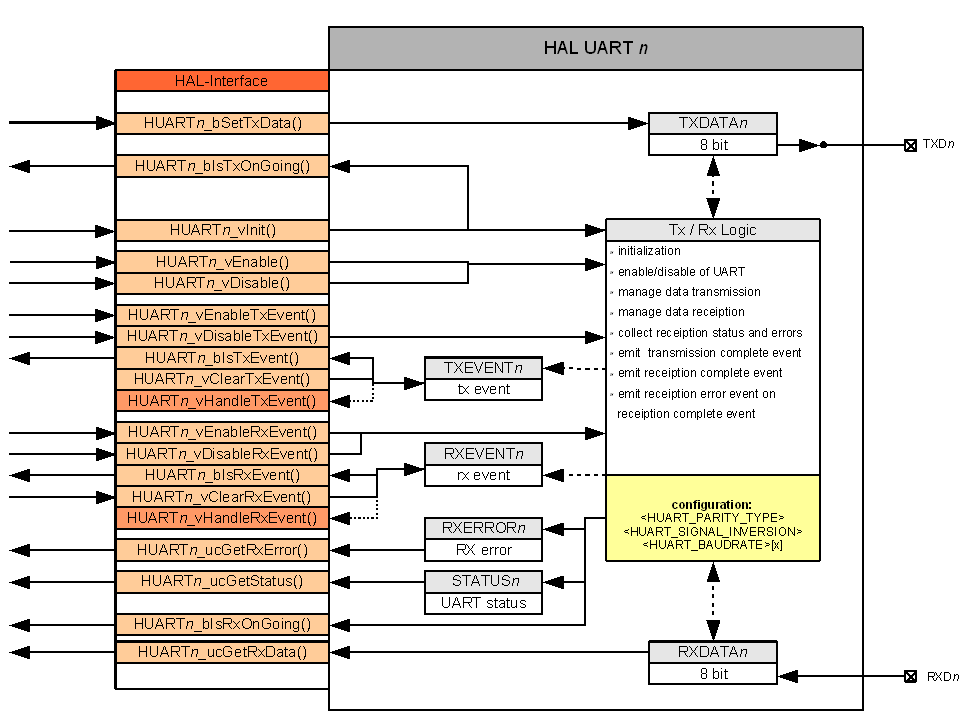 HAL UART n
HAL-Interface
HUARTn_bSetTxData()
HUARTn_bIsTxOnGoing()
HUARTn_vInit()
HUARTn_vEnable()
HUARTn_vDisable()
HUARTn_vEnableTxEvent()
HUARTn_vDisableTxEvent()
HUARTn_bIsTxEvent()
HUARTn_vClearTxEvent()
HUARTn_vHandleTxEvent()
HUARTn_vEnableRxEvent()
HUARTn_vDisableRxEvent()
HUARTn_bIsRxEvent()
HUARTn_vClearRxEvent()
HUARTn_vHandleRxEvent()
HUARTn_ucGetRxError()
HUARTn_ucGetStatus()
HUARTn_bIsRxOnGoing()
HUARTn_ucGetRxData()
TXEVENTn
tx event
RXEVENTn
rx event
RXERRORn
RX error
STATUSn
UART status
TXDATAn
8 bit
TXDn
Tx / Rx Logic
- initialization
- enable/disable of UART
- manage data transmission
- manage data receiption
- collect receiption status and errors
- emit transmission complete event
- emit receiption complete event
- emit receiption error event on
receiption complete event
configuration:
<HUART_PARITY_TYPE>
<HUART_SIGNAL_INVERSION>
<HUART_BAUDRATE>[x]
RXDATAn
8 bit
RXDn